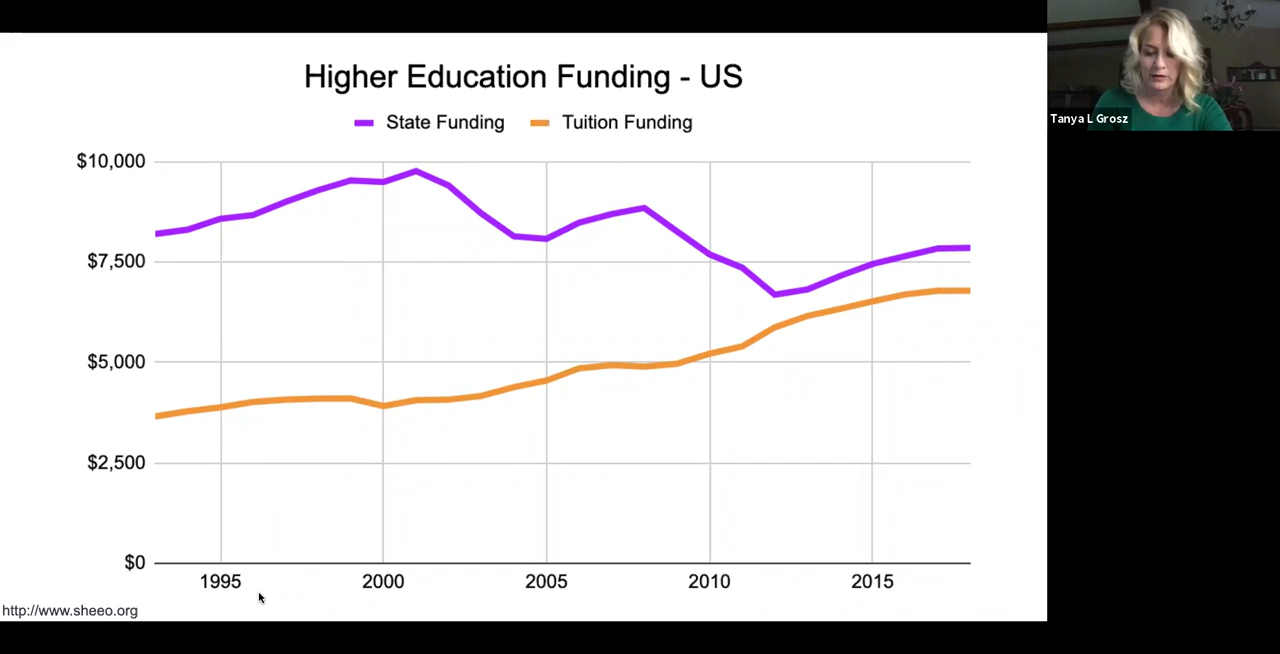 Higher Education Funding - US
State Funding Tuition Funding
$10,000
$7,500
$5,000
$2,500
$0
1995 2000 2005 2010 2015
http://www.sheeo.org
Tanya L Grosz